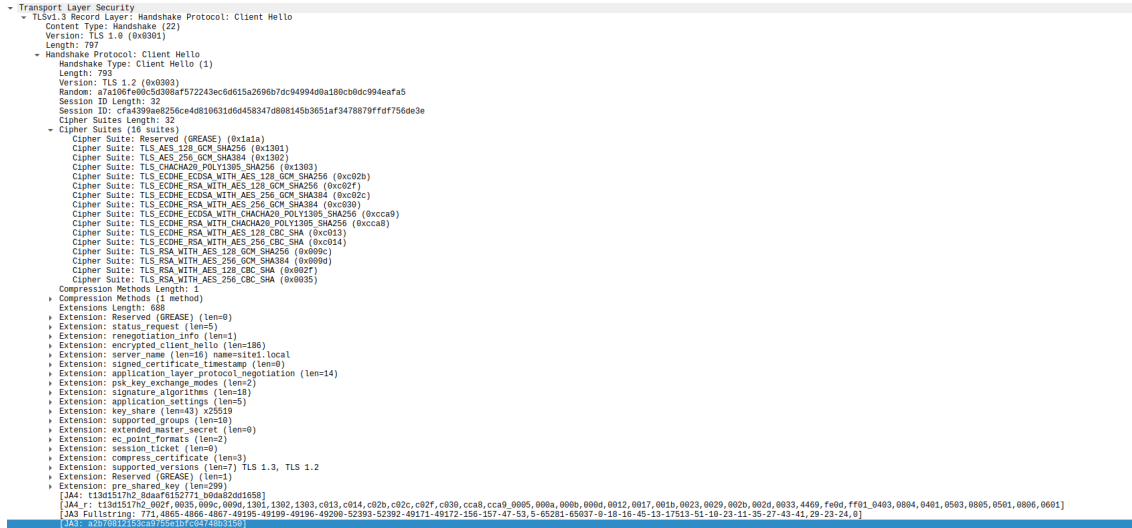 Transport Layer Security
TLSv1.3 Record Layer: Handshake Protocol: Client Hello
Content Type: Handshake (22)
Version: TLS 1.0 (0x0301)
Length: 797
Handshake Protocol: Client Hello
Handshake Type: Client Hello (1)
Length: 793
Version: TLS 1.2 (0x0303)
Random: a7a106fe00c5d308af572243ec6d615a2696b7dc94994d0a180cb0dc994eafa5
Session ID Length: 32
Session ID: cfa4399ae8256ce4d810631d6d458347d808145b3651af3478879ffdf756de3e
Cipher Suites Length: 32
Cipher Suites (16 suites)
Cipher Suite: Reserved (GREASE) (0x1a1a)
Cipher Suite: TLS_AES_128_GCM_SHA256 (0x1301)
Cipher Suite: TLS_AES_256_GCM_SHA384 (0x1302)
Cipher Suite: TLS_CHACHA20_POLY1305_SHA256 (0x1303)
Cipher Suite: TLS_ECDHE_ECDSA_WITH_AES_128_GCM_SHA256 (0xc02b)
Cipher Suite: TLS_ECDHE_RSA_WITH_AES_128_GCM_SHA256 (0xc02f)
Cipher Suite: TLS_ECDHE_ECDSA_WITH_AES_256_GCM_SHA384 (0xc02c)
Cipher Suite: TLS_ECDHE_RSA_WITH_AES_256_GCM_SHA384 (0xc030)
Cipher Suite: TLS_ECDHE_ECDSA_WITH_CHACHA20_POLY1305_SHA256 (0xcca9)
Cipher Suite: TLS_ECDHE_RSA_WITH_CHACHA20_POLY1305_SHA256 (0xcca8)
Cipher Suite: TLS_ECDHE_RSA_WITH_AES_128_CBC_SHA (0xc013)
Cipher Suite: TLS_ECDHE_RSA_WITH_AES_256_CBC_SHA (0xc014)
Cipher Suite: TLS_RSA_WITH_AES_128_GCM_SHA256 (0x009c)
Cipher Suite: TLS_RSA_WITH_AES_256_GCM_SHA384 (0x009d)
Cipher Suite: TLS_RSA_WITH_AES_128_CBC_SHA (0x002f)
Cipher Suite: TLS_RSA_WITH_AES_256_CBC_SHA (0x0035)
Compression Methods Length: 1
Compression Methods (1 method)
Extensions Length: 688
Extension: Reserved (GREASE) (len=0)
Extension: status_request (len=5)
Extension: renegotiation_info (len=1)
Extension: encrypted_client_hello (len=186)
Extension: server_name (len=16) name=site1.local
Extension: signed_certificate_timestamp (len=0)
Extension: application_layer_protocol_negotiation (len=14)
Extension: psk_key_exchange_modes (len=2)
Extension: signature_algorithms (len=18)
Extension: application_settings (len=5)
Extension: key_share (len=43) x25519
Extension: supported_groups (len=10)
Extension: extended_master_secret (len=0)
Extension: ec_point_formats (len=2)
Extension: session_ticket (len=0)
Extension: compress_certificate (len=3)
Extension: supported_versions (len=7) TLS 1.3, TLS 1.2
Extension: Reserved (GREASE) (len=1)
Extension: pre_shared_key (len=299)
[JA4: t13d1517h2_8daaf6152771_b0da82dd1658]
[JA4_r: t13d1517h2_002f,0035,009c,009d,1301,1302,1303,c013,c014,c02b,c02c,c02f,c030,cca8,cca9_0005,000a,000b,000d,0012,0017,001b,0023,0029,002b,002d,0033,4469,fe0d,ff01_0403,0804,0401,0503,0805,0501,0806,0601]
[JA3 Fullstring: 771,4865-4866-4867-49195-49199-49196-49200-52393-52392-49171-49172-156-157-47-53,5-65281-65037-0-18-16-45-13-17513-51-10-23-11-35-27-43-41,29-23-24,0]
[JA3: a2b70812153ca9755e1bfc04748b3150]